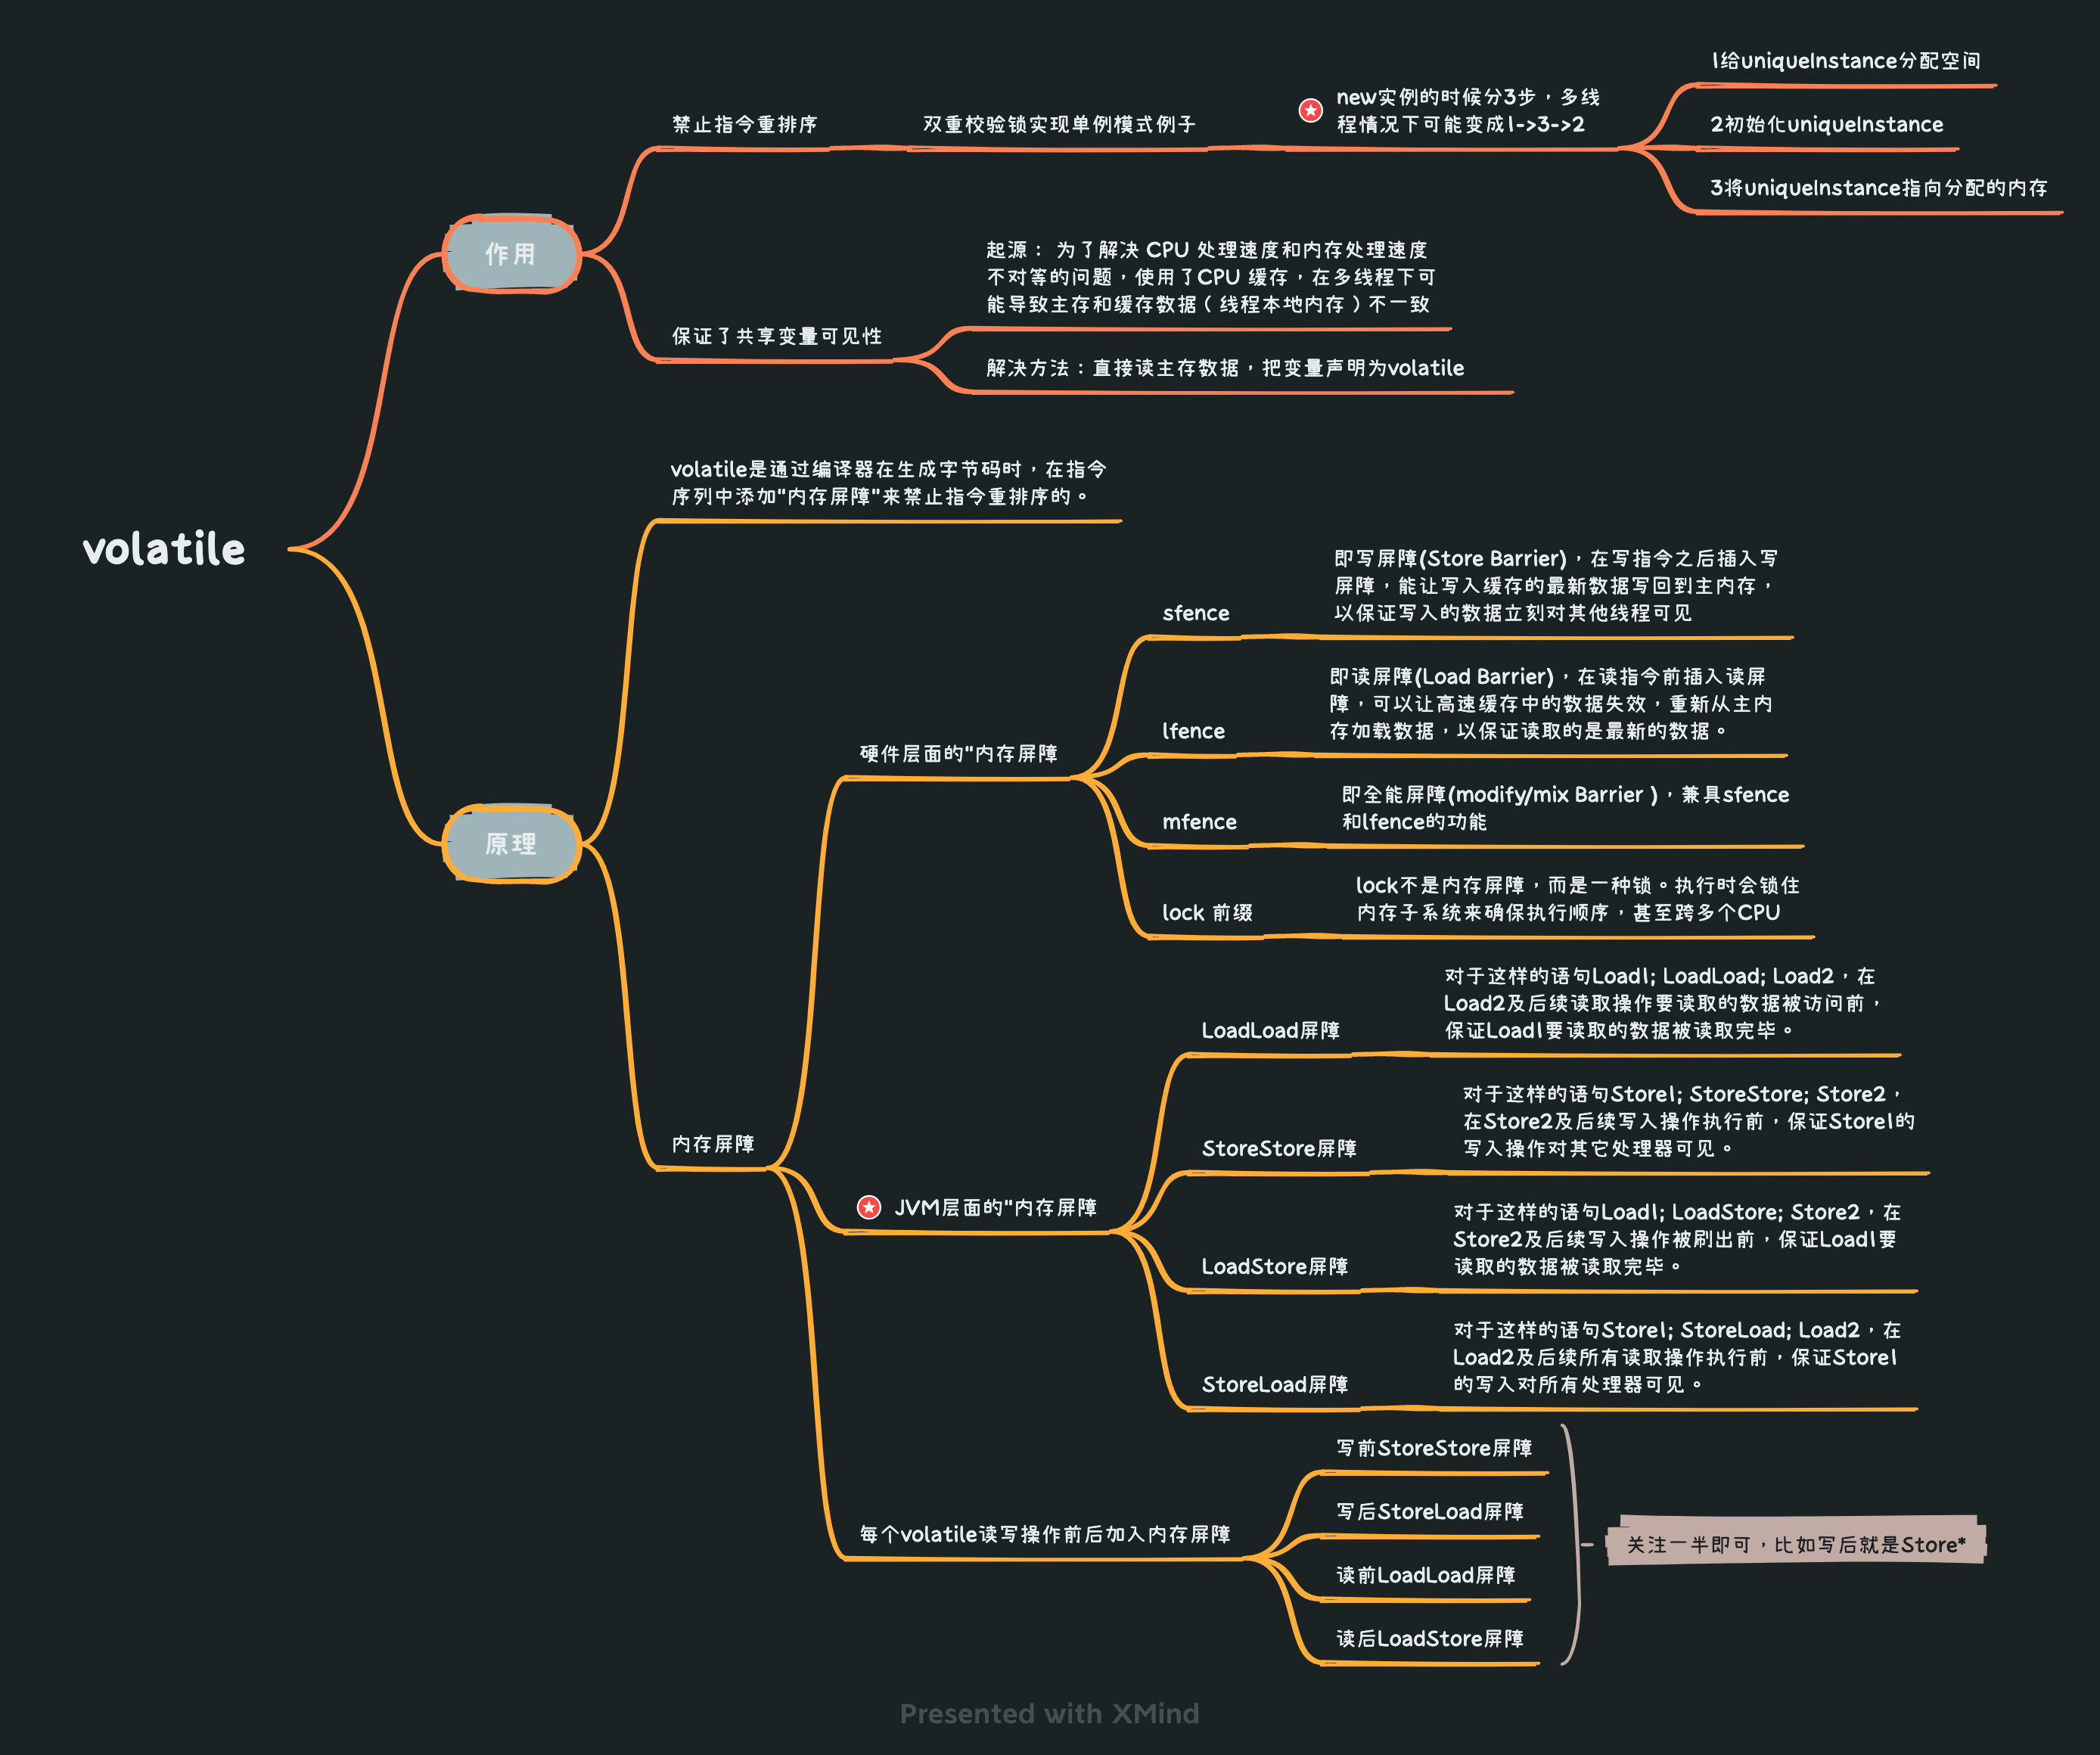 volatile
作用
禁止指令重排序
双重校验锁实现单例模式例子
new实例的时候分3步，多线
程情况下可能变成1->3->2
1给uniqueInstance分配空间
2初始化uniqueInstance
3将uniqueInstance指向分配的内存
保证了共享变量可见性
起源： 为了解决 CPU 处理速度和内存处理速度
不对等的问题，使用了CPU 缓存，在多线程下可
能导致主存和缓存数据（线程本地内存）不一致
解决方法：直接读主存数据，把变量声明为volatile
原理
volatile是通过编译器在生成字节码时，在指令
序列中添加"内存屏障"来禁止指令重排序的。
内存屏障
硬件层面的"内存屏障
sfence
即写屏障(Store Barrier)，在写指令之后插入写
屏障，能让写入缓存的最新数据写回到主内存，
以保证写入的数据立刻对其他线程可见
lfence
即读屏障(Load Barrier)，在读指令前插入读屏
障，可以让高速缓存中的数据失效，重新从主内
存加载数据，以保证读取的是最新的数据。
mfence
即全能屏障(modify/mix Barrier )，兼具sfence
和lfence的功能
lock 前缀
lock不是内存屏障，而是一种锁。执行时会锁住
内存子系统来确保执行顺序，甚至跨多个CPU
JVM层面的"内存屏障
LoadLoad屏障
对于这样的语句Load1; LoadLoad; Load2，在
Load2及后续读取操作要读取的数据被访问前，
保证Load1要读取的数据被读取完毕。
StoreStore屏障
对于这样的语句Store1; StoreStore; Store2，
在Store2及后续写入操作执行前，保证Store1的
写入操作对其它处理器可见。
LoadStore屏障
对于这样的语句Load1; LoadStore; Store2，在
Store2及后续写入操作被刷出前，保证Load1要
读取的数据被读取完毕。
StoreLoad屏障
对于这样的语句Store1; StoreLoad; Load2，在
Load2及后续所有读取操作执行前，保证Store1
的写入对所有处理器可见。
每个volatile读写操作前后加入内存屏障
写前StoreStore屏障
写后StoreLoad屏障
读前LoadLoad屏障
读后LoadStore屏障
关注一半即可，比如写后就是Store*
Presented with XMind